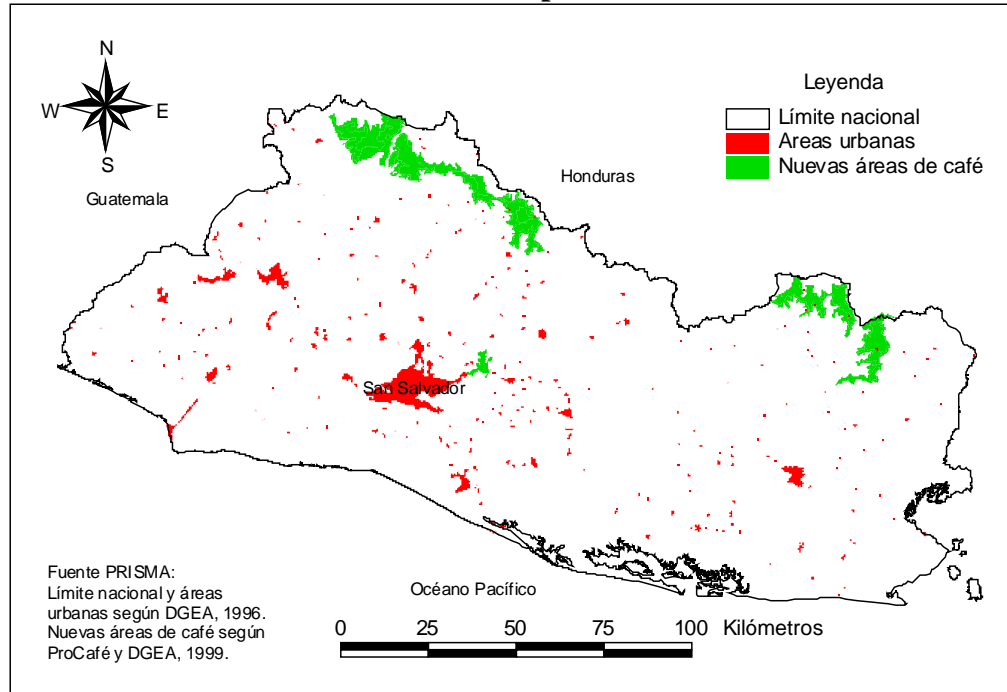 N
W E
S
Leyenda
Límite nacional
Areas urbanas
Nuevas áreas de café
Guatemala
Honduras
San Salvador
Océano Pacífico
Fuente PRISMA:
Límite nacional y áreas
urbanas según DGEA, 1996.
Nuevas áreas de café según
ProCafé y DGEA, 1999.
0 25 50 75 100 Kilómetros